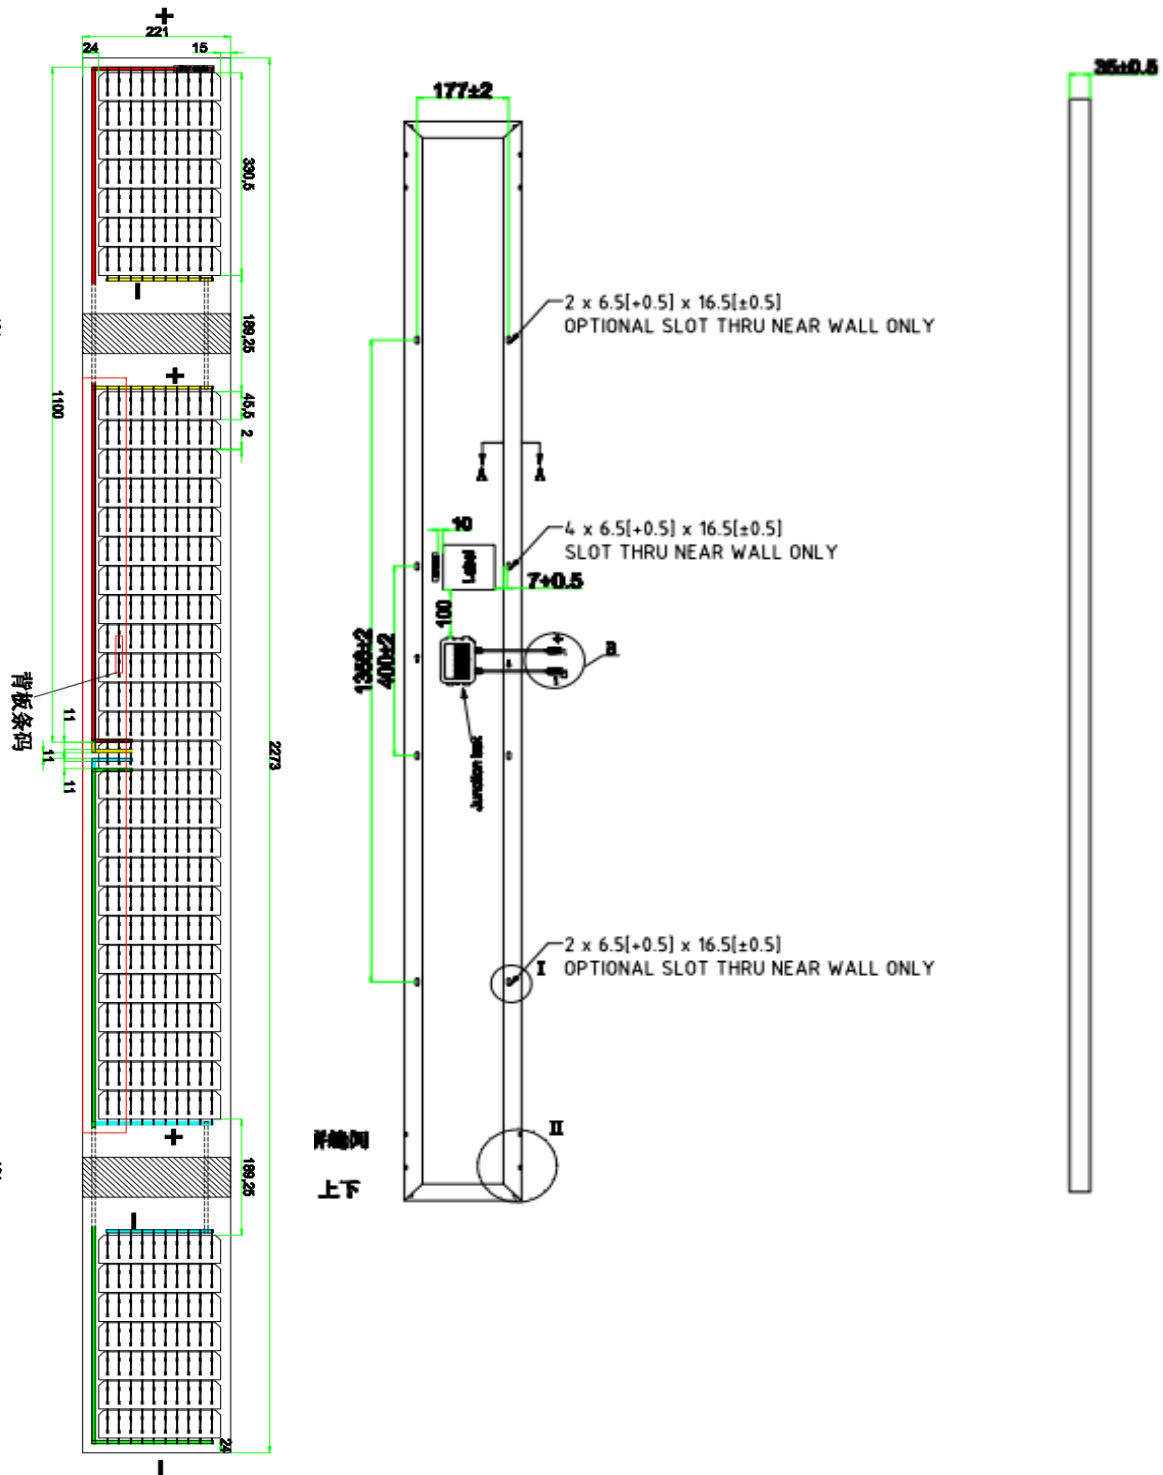 +
221
24
15
330,5
−
189,25
+
45,5
2
1100
背板条码
11
11
11
2273
+
189,25
−
24
−
177±2
2 x 6.5[+0.5] x 16.5[±0.5]
OPTIONAL SLOT THRU NEAR WALL ONLY
A
A
10
Label
4 x 6.5[+0.5] x 16.5[±0.5]
SLOT THRU NEAR WALL ONLY
7+0.5
100
400±2
+
−
B
2 x 6.5[+0.5] x 16.5[±0.5]
OPTIONAL SLOT THRU NEAR WALL ONLY
I
II
上下
35±0.5